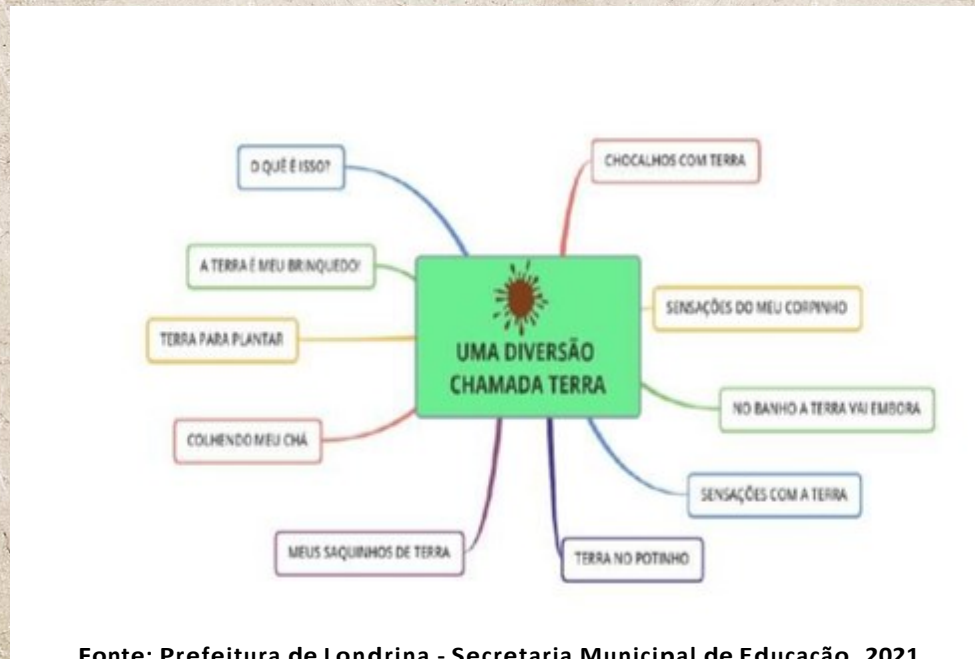 O QUÊ É ISSO?
CHOCALHOS COM TERRA
A TERRA É MEU BRINQUEDO!
SENSAÇÕES DO MEU CORPINHO
TERRA PARA PLANTAR
UMA DIVERSÃO
CHAMADA TERRA
NO BANHO A TERRA VAI EMBORA
COLHENDO MEU CHÁ
SENSAÇÕES COM A TERRA
MEUS SAQUINHOS DE TERRA
TERRA NO POTINHO
Fonte: Prefeitura de Londrina - Secretaria Municipal de Educação, 2021